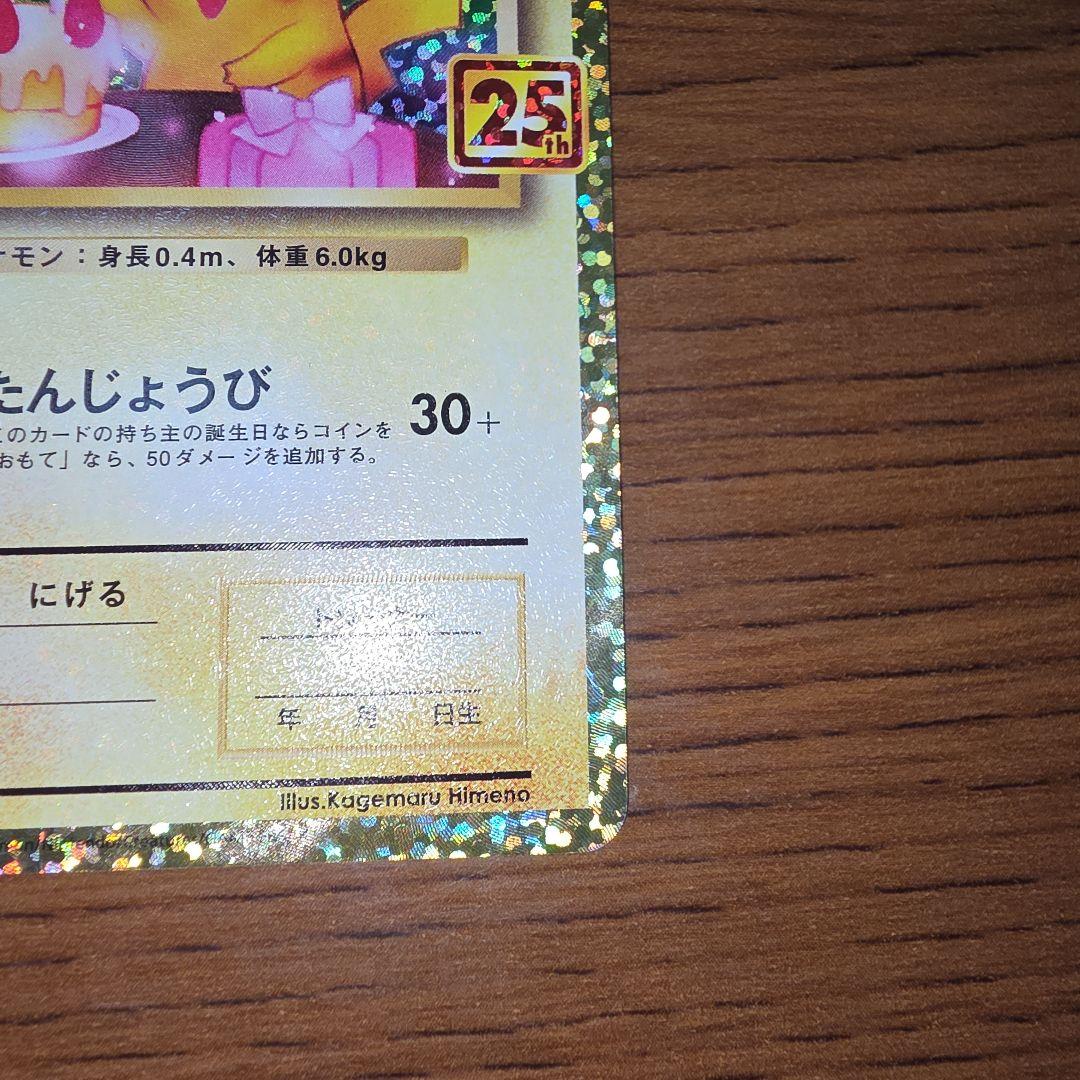 25th
モン：身長0.4m、体重6.0kg
たんじょうび
30+
このカードの持ち主の誕生日ならコインを
おもて」なら、50ダメージを追加する。
にげる
年 月 日生
Illus.Kagemaru Himeno